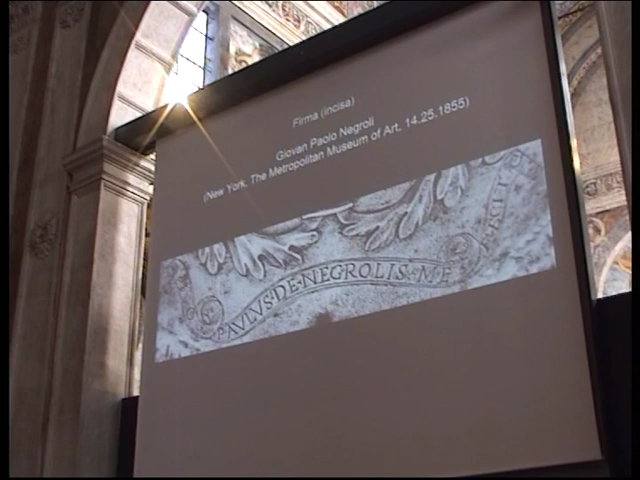 Firma (incisa)
Giovan Paolo Negroli
(New York. The Metropolitan Museum of Art. 14.25.1855)
PAVLVS·DE·NEGROLIS·ME
FECIT